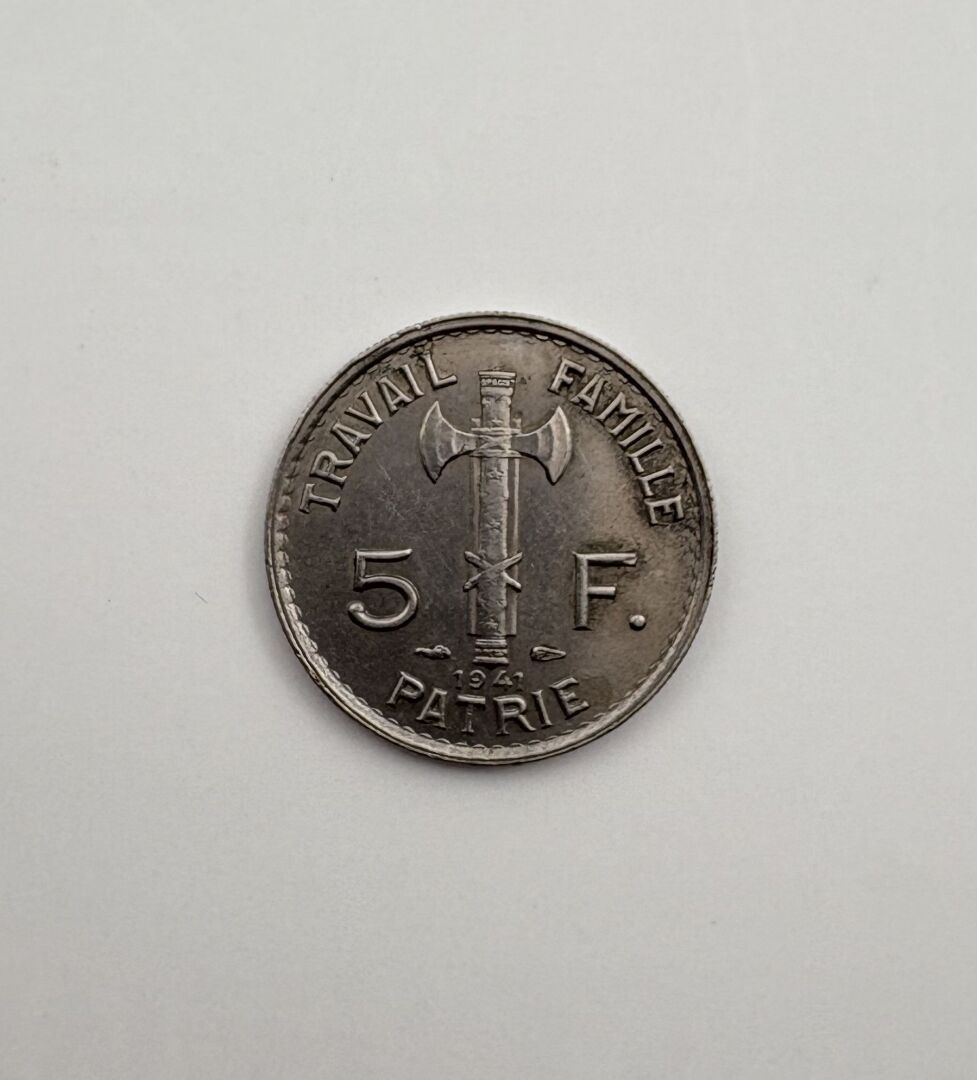 TRAVAIL FAMILLE
5 F.
1941
PATRIE